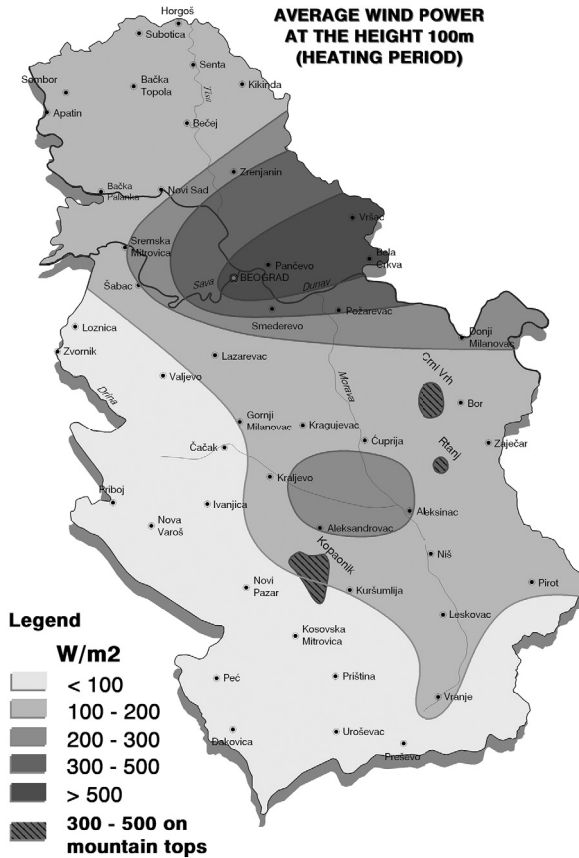 AVERAGE WIND POWER
AT THE HEIGHT 100m
(HEATING PERIOD)
Horgoš
Subotica
Senta
Sombor
Bačka
Topola
Kikinda
Tisa
Apatin
Bečej
Zrenjanin
Bačka
Palanka
Novi Sad
Vršac
Sremska
Mitrovica
Bela
Crkva
Pančevo
BEOGRAD
Sava
Dunav
Šabac
Požarevac
Smederevo
Loznica
Donji
Milanovac
Zvornik
Lazarevac
Morava
Crni Vrh
Valjevo
Drina
Bor
Gornji
Milanovac
Kragujevac
Ćuprija
Rtanj
Zaječar
Čačak
Kraljevo
Priboj
Ivanjica
Aleksinac
Nova
Varoš
Aleksandrovac
Kopaonik
Niš
Novi
Pazar
Kuršumlija
Pirot
Leskovac
Kosovska
Mitrovica
Peć
Priština
Vranje
Đakovica
Uroševac
Preševo
Legend
W/m2
< 100
100 - 200
200 - 300
300 - 500
> 500
300 - 500 on
mountain tops